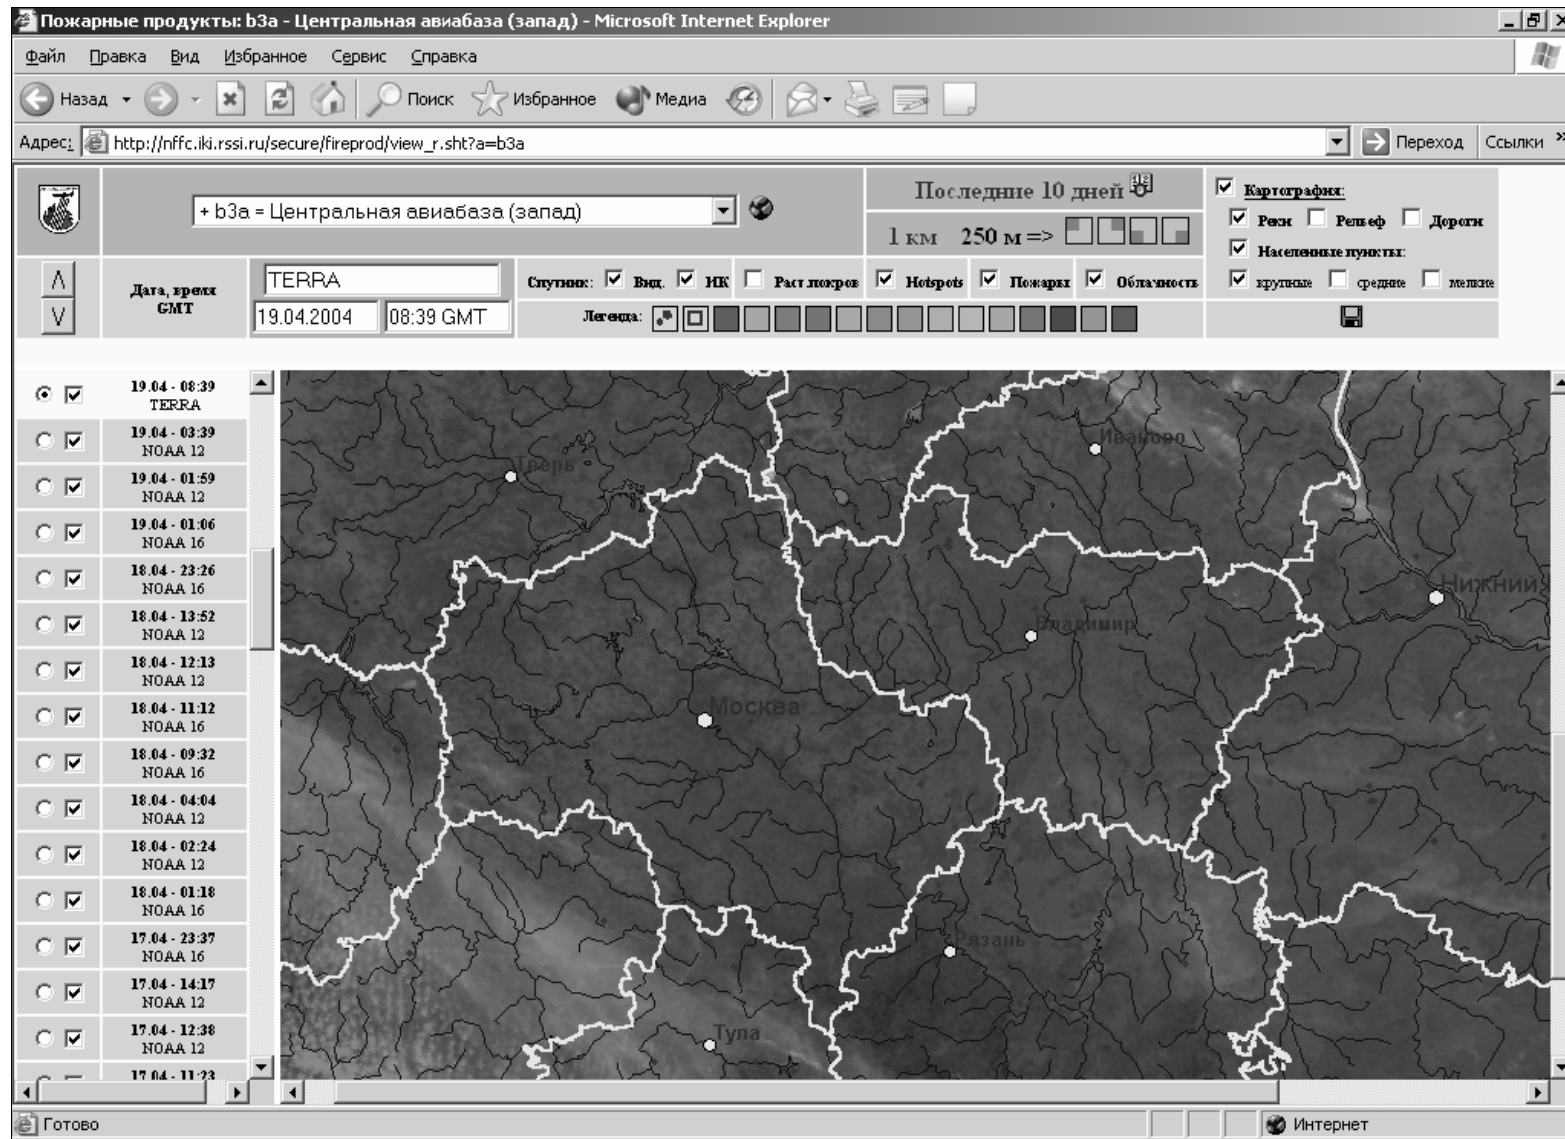 Пожарные продукты: b3a - Центральная авиабаза (запад) - Microsoft Internet Explorer
Файл Правка Вид Избранное Сервис Справка
Назад Поиск Избранное Медиа
Адрес: http://nffc.iki.rssi.ru/secure/fireprod/view_r.sht?a=b3a Переход Ссылки »
+ b3a = Центральная авиабаза (запад)
Последние 10 дней
1 км 250 м =>
Картография:
Реки Рельеф Дороги
Населенные пункты:
крупные средние мелкие
Λ
V
Дата, время
GMT
TERRA
19.04.2004 08:39 GMT
Спутник: Вид. ИК Раст покров Hotspots Пожары Облачность
Легенда:
19.04 - 08:39
TERRA
19.04 - 03:39
NOAA 12
19.04 - 01:59
NOAA 12
19.04 - 01:06
NOAA 16
18.04 - 23:26
NOAA 16
18.04 - 13:52
NOAA 12
18.04 - 12:13
NOAA 12
18.04 - 11:12
NOAA 16
18.04 - 09:32
NOAA 16
18.04 - 04:04
NOAA 12
18.04 - 02:24
NOAA 12
18.04 - 01:18
NOAA 16
17.04 - 23:37
NOAA 16
17.04 - 14:17
NOAA 12
17.04 - 12:38
NOAA 12
17.04 - 11:23
Иваново
Тверь
Нижний
Владимир
Москва
Рязань
Тула
Готово Интернет